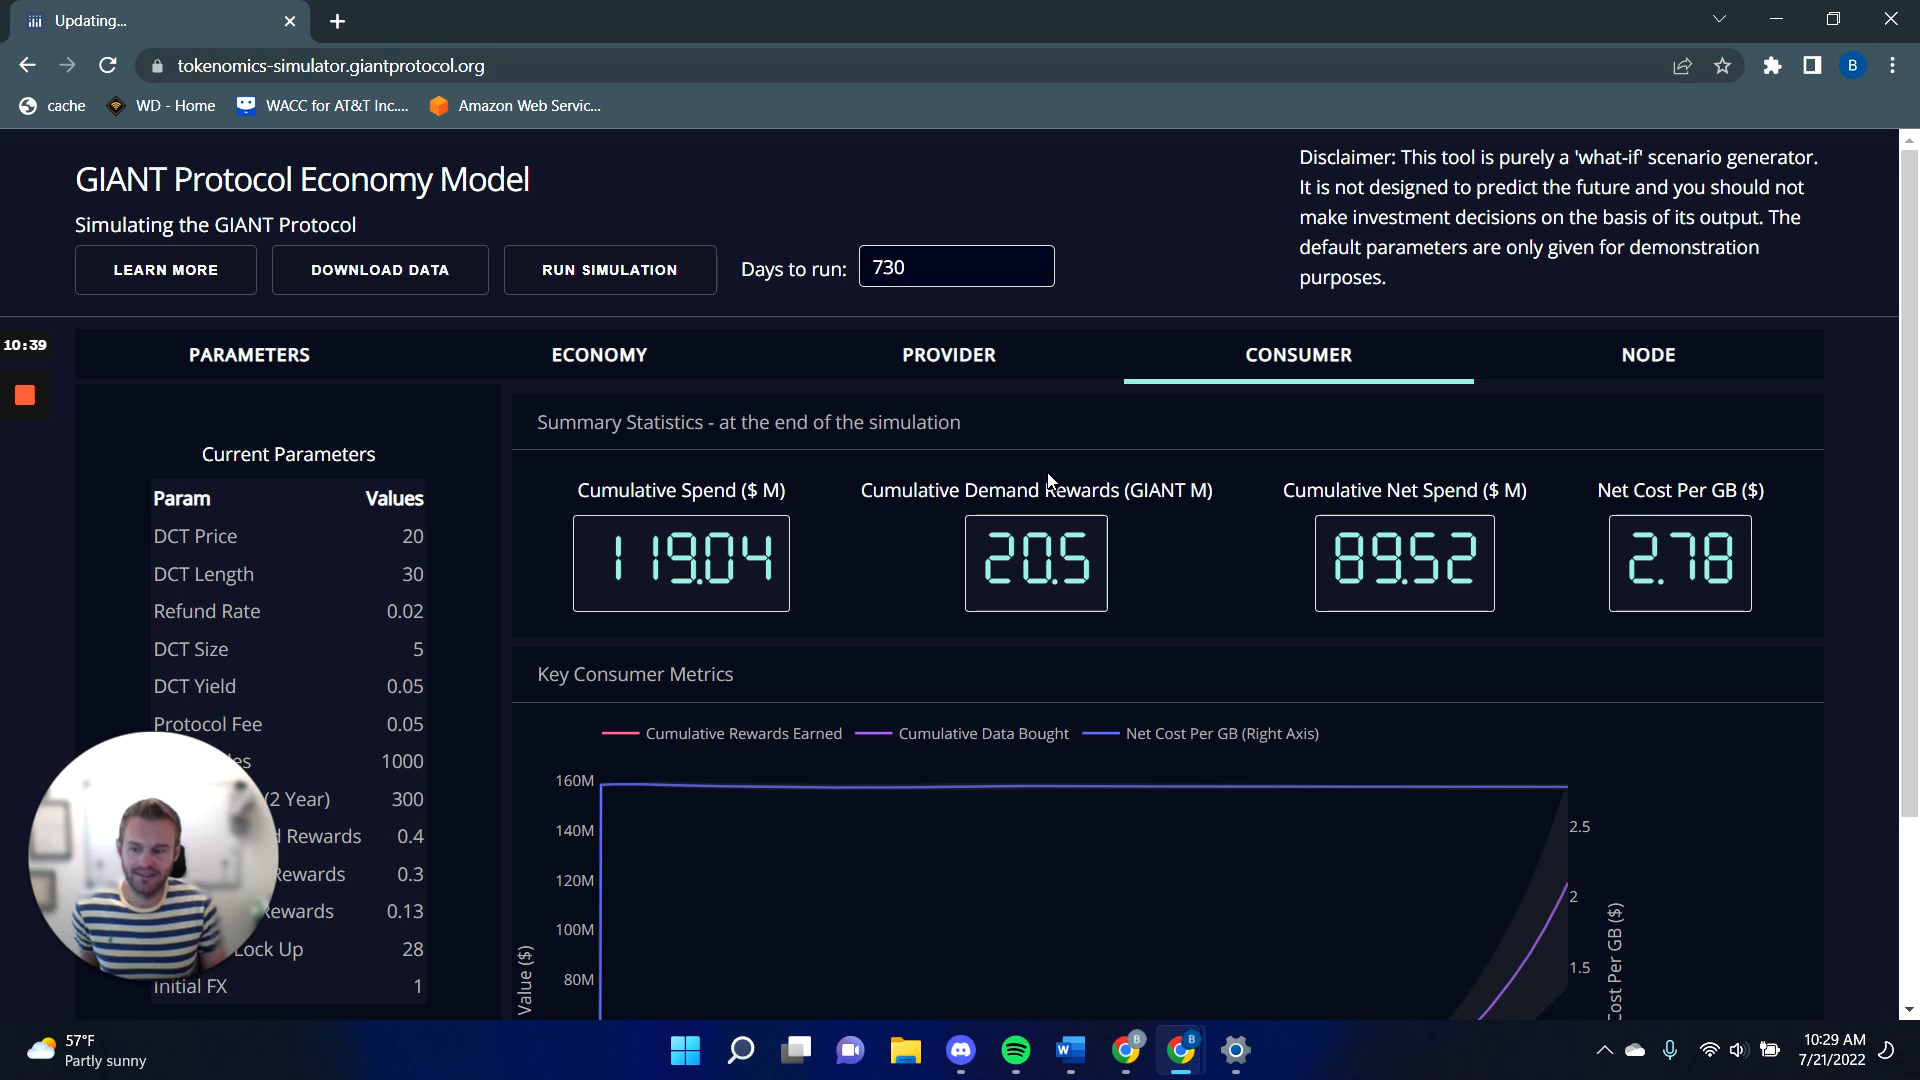 Updating...
tokenomics-simulator.giantprotocol.org
B
cache
WD - Home
WACC for AT&T Inc....
Amazon Web Servic...
GIANT Protocol Economy Model
Simulating the GIANT Protocol
LEARN MORE
DOWNLOAD DATA
RUN SIMULATION
Days to run:
730
Disclaimer: This tool is purely a 'what-if' scenario generator.
It is not designed to predict the future and you should not
make investment decisions on the basis of its output. The
default parameters are only given for demonstration
purposes.
10:39
PARAMETERS
ECONOMY
PROVIDER
CONSUMER
NODE
Current Parameters
Param Values
DCT Price 20
DCT Length 30
Refund Rate 0.02
DCT Size 5
DCT Yield 0.05
Protocol Fee 0.05
1000
(2 Year) 300
Rewards 0.4
Rewards 0.3
Rewards 0.13
Lock Up 28
Initial FX 1
Summary Statistics - at the end of the simulation
Cumulative Spend ($ M)
119.04
Cumulative Demand Rewards (GIANT M)
20.5
Cumulative Net Spend ($ M)
89.52
Net Cost Per GB ($)
2.78
Key Consumer Metrics
Cumulative Rewards Earned
Cumulative Data Bought
Net Cost Per GB (Right Axis)
160M
140M
120M
100M
80M
Value ($)
2.5
2
1.5
Cost Per GB ($)
57°F
Partly sunny
B
B
10:29 AM
7/21/2022